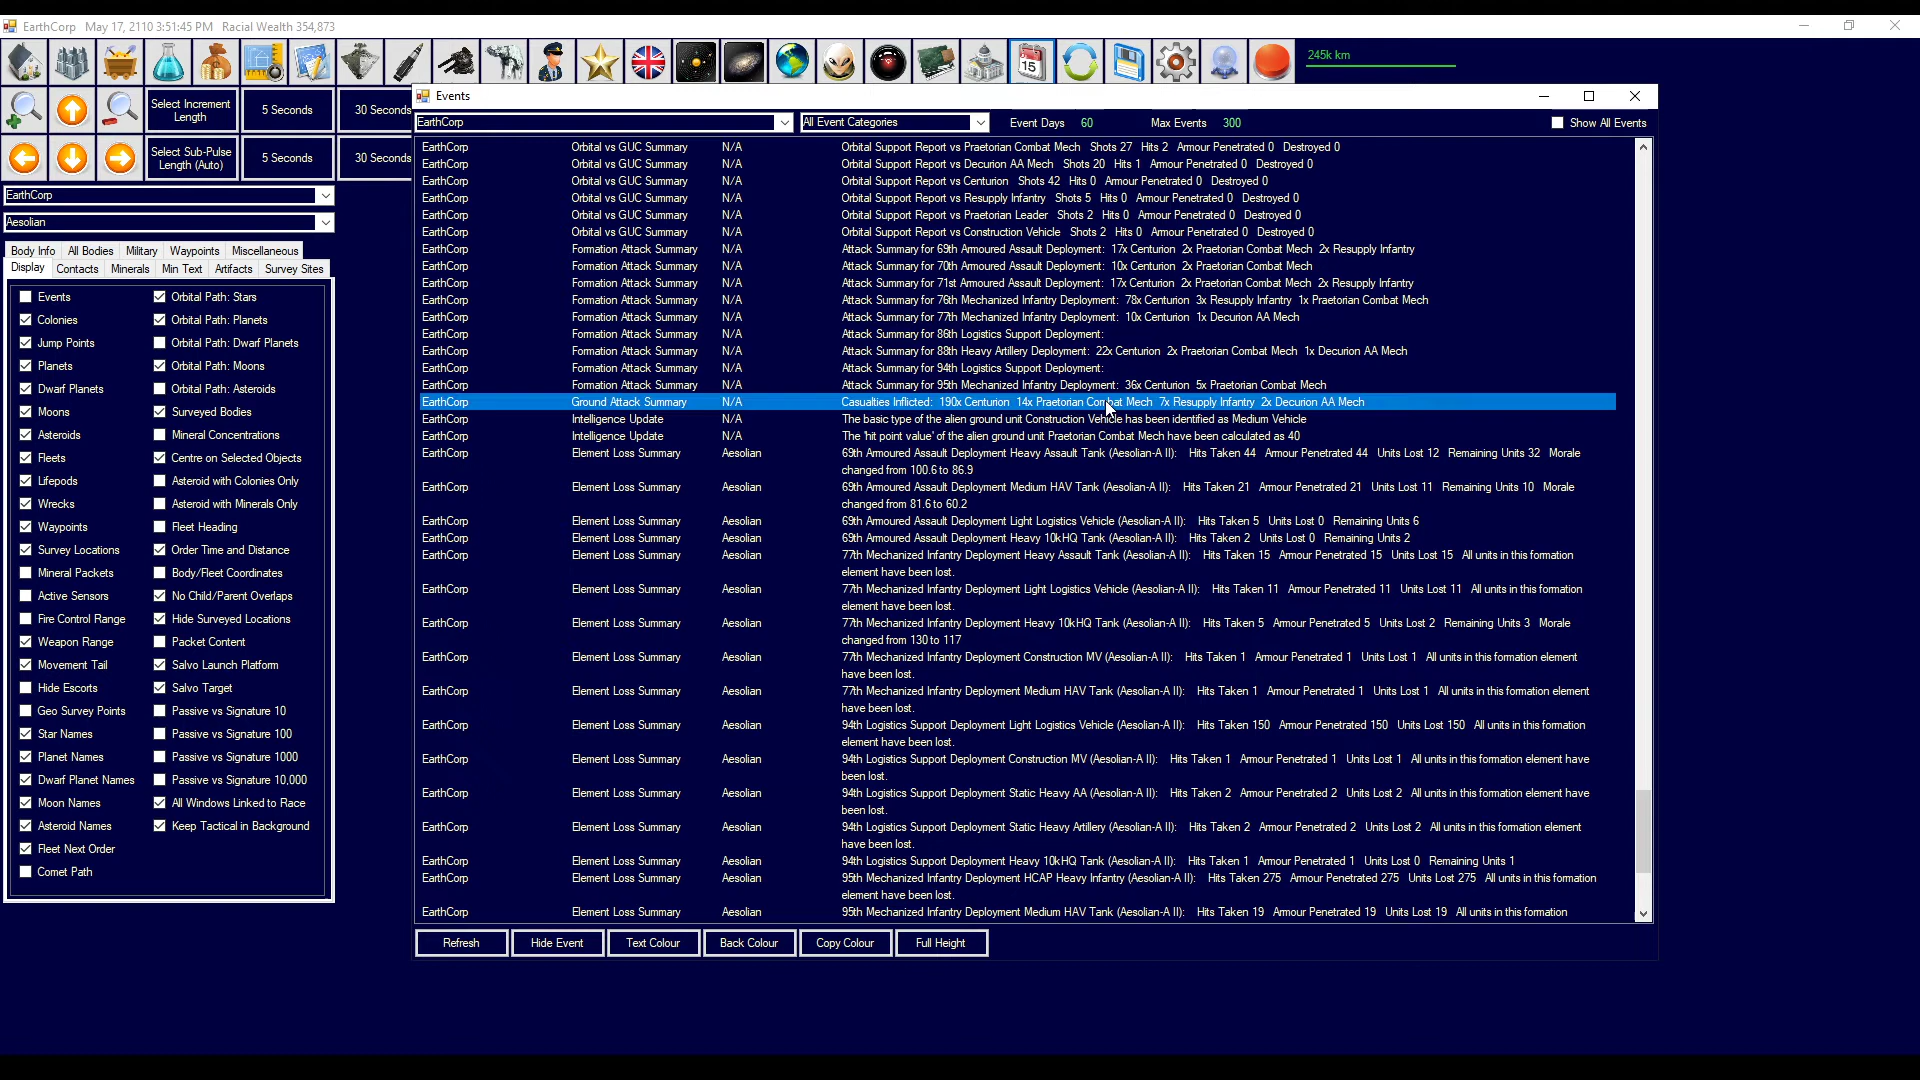 EarthCorp   May 17, 2110 3:51:45 PM   Racial Wealth 354,873
15
245k km
Select Increment Length
5 Seconds
30 Seconds
Select Sub-Pulse Length (Auto)
5 Seconds
30 Seconds
EarthCorp
Aesolian
Body Info All Bodies Military Waypoints Miscellaneous
Display Contacts Minerals Min Text Artifacts Survey Sites
Events Orbital Path: Stars
Colonies Orbital Path: Planets
Jump Points Orbital Path: Dwarf Planets
Planets Orbital Path: Moons
Dwarf Planets Orbital Path: Asteroids
Moons Surveyed Bodies
Asteroids Mineral Concentrations
Fleets Centre on Selected Objects
Lifepods Asteroid with Colonies Only
Wrecks Asteroid with Minerals Only
Waypoints Fleet Heading
Survey Locations Order Time and Distance
Mineral Packets Body/Fleet Coordinates
Active Sensors No Child/Parent Overlaps
Fire Control Range Hide Surveyed Locations
Weapon Range Packet Content
Movement Tail Salvo Launch Platform
Hide Escorts Salvo Target
Geo Survey Points Passive vs Signature 10
Star Names Passive vs Signature 100
Planet Names Passive vs Signature 1000
Dwarf Planet Names Passive vs Signature 10,000
Moon Names All Windows Linked to Race
Asteroid Names Keep Tactical in Background
Fleet Next Order
Comet Path
Events
EarthCorp All Event Categories Event Days 60 Max Events 300 Show All Events
EarthCorp Orbital vs GUC Summary N/A Orbital Support Report vs Praetorian Combat Mech Shots 27 Hits 2 Armour Penetrated 0 Destroyed 0
EarthCorp Orbital vs GUC Summary N/A Orbital Support Report vs Decurion AA Mech Shots 20 Hits 1 Armour Penetrated 0 Destroyed 0
EarthCorp Orbital vs GUC Summary N/A Orbital Support Report vs Centurion Shots 42 Hits 0 Armour Penetrated 0 Destroyed 0
EarthCorp Orbital vs GUC Summary N/A Orbital Support Report vs Resupply Infantry Shots 5 Hits 0 Armour Penetrated 0 Destroyed 0
EarthCorp Orbital vs GUC Summary N/A Orbital Support Report vs Praetorian Leader Shots 2 Hits 0 Armour Penetrated 0 Destroyed 0
EarthCorp Orbital vs GUC Summary N/A Orbital Support Report vs Construction Vehicle Shots 2 Hits 0 Armour Penetrated 0 Destroyed 0
EarthCorp Formation Attack Summary N/A Attack Summary for 69th Armoured Assault Deployment: 17x Centurion 2x Praetorian Combat Mech 2x Resupply Infantry
EarthCorp Formation Attack Summary N/A Attack Summary for 70th Armoured Assault Deployment: 10x Centurion 2x Praetorian Combat Mech
EarthCorp Formation Attack Summary N/A Attack Summary for 71st Armoured Assault Deployment: 17x Centurion 2x Praetorian Combat Mech 2x Resupply Infantry
EarthCorp Formation Attack Summary N/A Attack Summary for 76th Mechanized Infantry Deployment: 78x Centurion 3x Resupply Infantry 1x Praetorian Combat Mech
EarthCorp Formation Attack Summary N/A Attack Summary for 77th Mechanized Infantry Deployment: 10x Centurion 1x Decurion AA Mech
EarthCorp Formation Attack Summary N/A Attack Summary for 86th Logistics Support Deployment:
EarthCorp Formation Attack Summary N/A Attack Summary for 88th Heavy Artillery Deployment: 22x Centurion 2x Praetorian Combat Mech 1x Decurion AA Mech
EarthCorp Formation Attack Summary N/A Attack Summary for 94th Logistics Support Deployment:
EarthCorp Formation Attack Summary N/A Attack Summary for 95th Mechanized Infantry Deployment: 36x Centurion 5x Praetorian Combat Mech
EarthCorp Ground Attack Summary N/A Casualties Inflicted: 190x Centurion 14x Praetorian Combat Mech 7x Resupply Infantry 2x Decurion AA Mech
EarthCorp Intelligence Update N/A The basic type of the alien ground unit Construction Vehicle has been identified as Medium Vehicle
EarthCorp Intelligence Update N/A The 'hit point value' of the alien ground unit Praetorian Combat Mech have been calculated as 40
EarthCorp Element Loss Summary Aesolian 69th Armoured Assault Deployment Heavy Assault Tank (Aesolian-A II): Hits Taken 44 Armour Penetrated 44 Units Lost 12 Remaining Units 32 Morale
changed from 100.6 to 86.9
EarthCorp Element Loss Summary Aesolian 69th Armoured Assault Deployment Medium HAV Tank (Aesolian-A II): Hits Taken 21 Armour Penetrated 21 Units Lost 11 Remaining Units 10 Morale
changed from 81.6 to 60.2
EarthCorp Element Loss Summary Aesolian 69th Armoured Assault Deployment Light Logistics Vehicle (Aesolian-A II): Hits Taken 5 Units Lost 0 Remaining Units 6
EarthCorp Element Loss Summary Aesolian 69th Armoured Assault Deployment Heavy 10kHQ Tank (Aesolian-A II): Hits Taken 2 Units Lost 0 Remaining Units 2
EarthCorp Element Loss Summary Aesolian 77th Mechanized Infantry Deployment Heavy Assault Tank (Aesolian-A II): Hits Taken 15 Armour Penetrated 15 Units Lost 15 All units in this formation
element have been lost.
EarthCorp Element Loss Summary Aesolian 77th Mechanized Infantry Deployment Light Logistics Vehicle (Aesolian-A II): Hits Taken 11 Armour Penetrated 11 Units Lost 11 All units in this formation
element have been lost.
EarthCorp Element Loss Summary Aesolian 77th Mechanized Infantry Deployment Heavy 10kHQ Tank (Aesolian-A II): Hits Taken 5 Armour Penetrated 5 Units Lost 2 Remaining Units 3 Morale
changed from 130 to 117
EarthCorp Element Loss Summary Aesolian 77th Mechanized Infantry Deployment Construction MV (Aesolian-A II): Hits Taken 1 Armour Penetrated 1 Units Lost 1 All units in this formation element
have been lost.
EarthCorp Element Loss Summary Aesolian 77th Mechanized Infantry Deployment Medium HAV Tank (Aesolian-A II): Hits Taken 1 Armour Penetrated 1 Units Lost 1 All units in this formation element
have been lost.
EarthCorp Element Loss Summary Aesolian 94th Logistics Support Deployment Light Logistics Vehicle (Aesolian-A II): Hits Taken 150 Armour Penetrated 150 Units Lost 150 All units in this formation
element have been lost.
EarthCorp Element Loss Summary Aesolian 94th Logistics Support Deployment Construction MV (Aesolian-A II): Hits Taken 1 Armour Penetrated 1 Units Lost 1 All units in this formation element have
been lost.
EarthCorp Element Loss Summary Aesolian 94th Logistics Support Deployment Static Heavy AA (Aesolian-A II): Hits Taken 2 Armour Penetrated 2 Units Lost 2 All units in this formation element have
been lost.
EarthCorp Element Loss Summary Aesolian 94th Logistics Support Deployment Static Heavy Artillery (Aesolian-A II): Hits Taken 2 Armour Penetrated 2 Units Lost 2 All units in this formation element
have been lost.
EarthCorp Element Loss Summary Aesolian 94th Logistics Support Deployment Heavy 10kHQ Tank (Aesolian-A II): Hits Taken 1 Armour Penetrated 1 Units Lost 0 Remaining Units 1
EarthCorp Element Loss Summary Aesolian 95th Mechanized Infantry Deployment HCAP Heavy Infantry (Aesolian-A II): Hits Taken 275 Armour Penetrated 275 Units Lost 275 All units in this formation
element have been lost.
EarthCorp Element Loss Summary Aesolian 95th Mechanized Infantry Deployment Medium HAV Tank (Aesolian-A II): Hits Taken 19 Armour Penetrated 19 Units Lost 19 All units in this formation
Refresh Hide Event Text Colour Back Colour Copy Colour Full Height